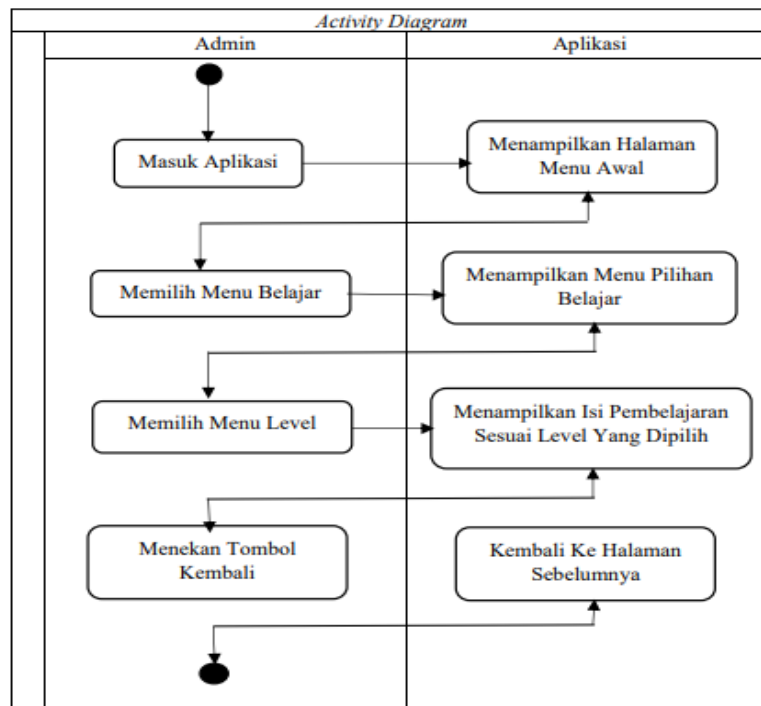 Activity Diagram
Admin
Aplikasi
Masuk Aplikasi
Menampilkan Halaman
Menu Awal
Memilih Menu Belajar
Menampilkan Menu Pilihan
Belajar
Memilih Menu Level
Menampilkan Isi Pembelajaran
Sesuai Level Yang Dipilih
Menekan Tombol
Kembali
Kembali Ke Halaman
Sebelumnya